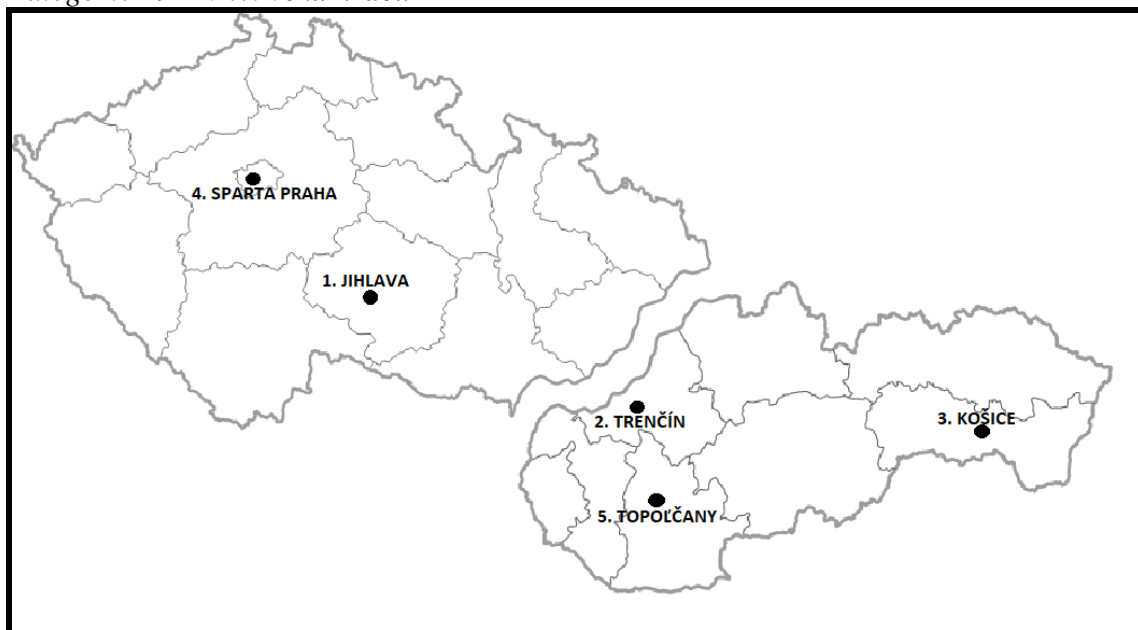 4. SPARTA PRAHA
1. JIHLAVA
2. TRENČÍN
3. KOŠICE
5. TOPOĽČANY